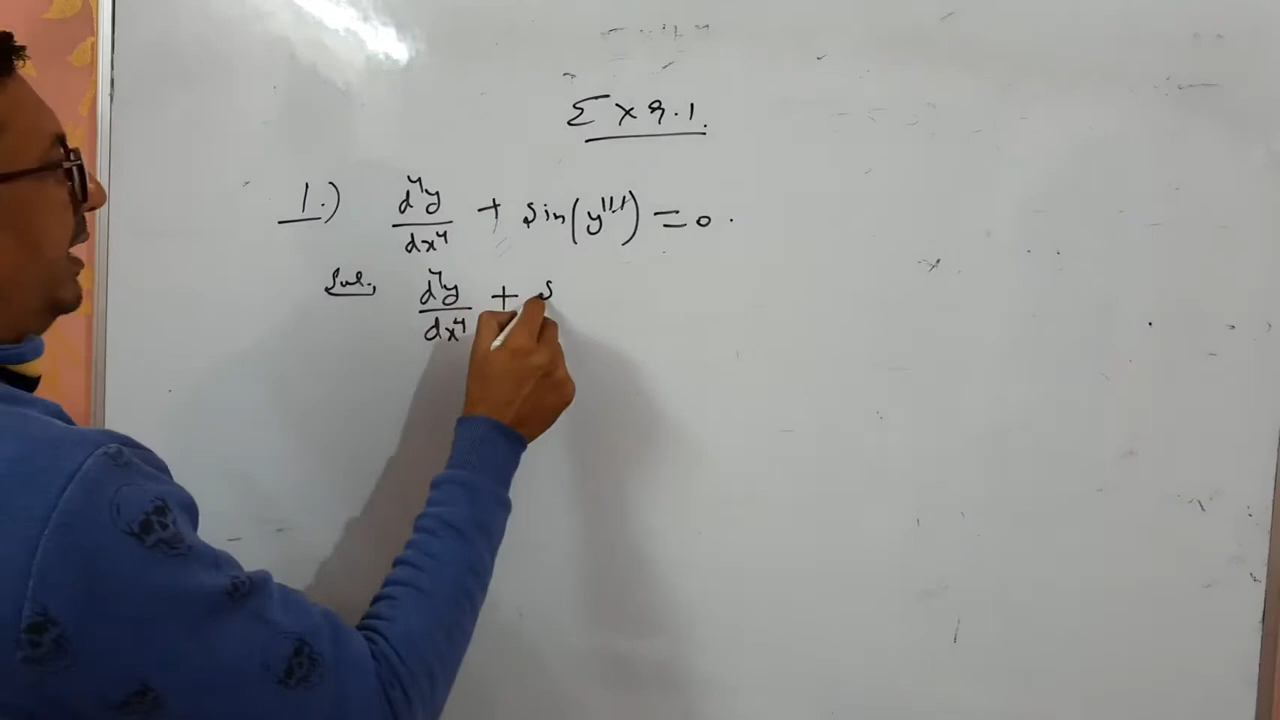 Ex 9.1.
1.) d⁴y/dx⁴ + sin(y''') = 0.
Sol. d⁴y/dx⁴ + s